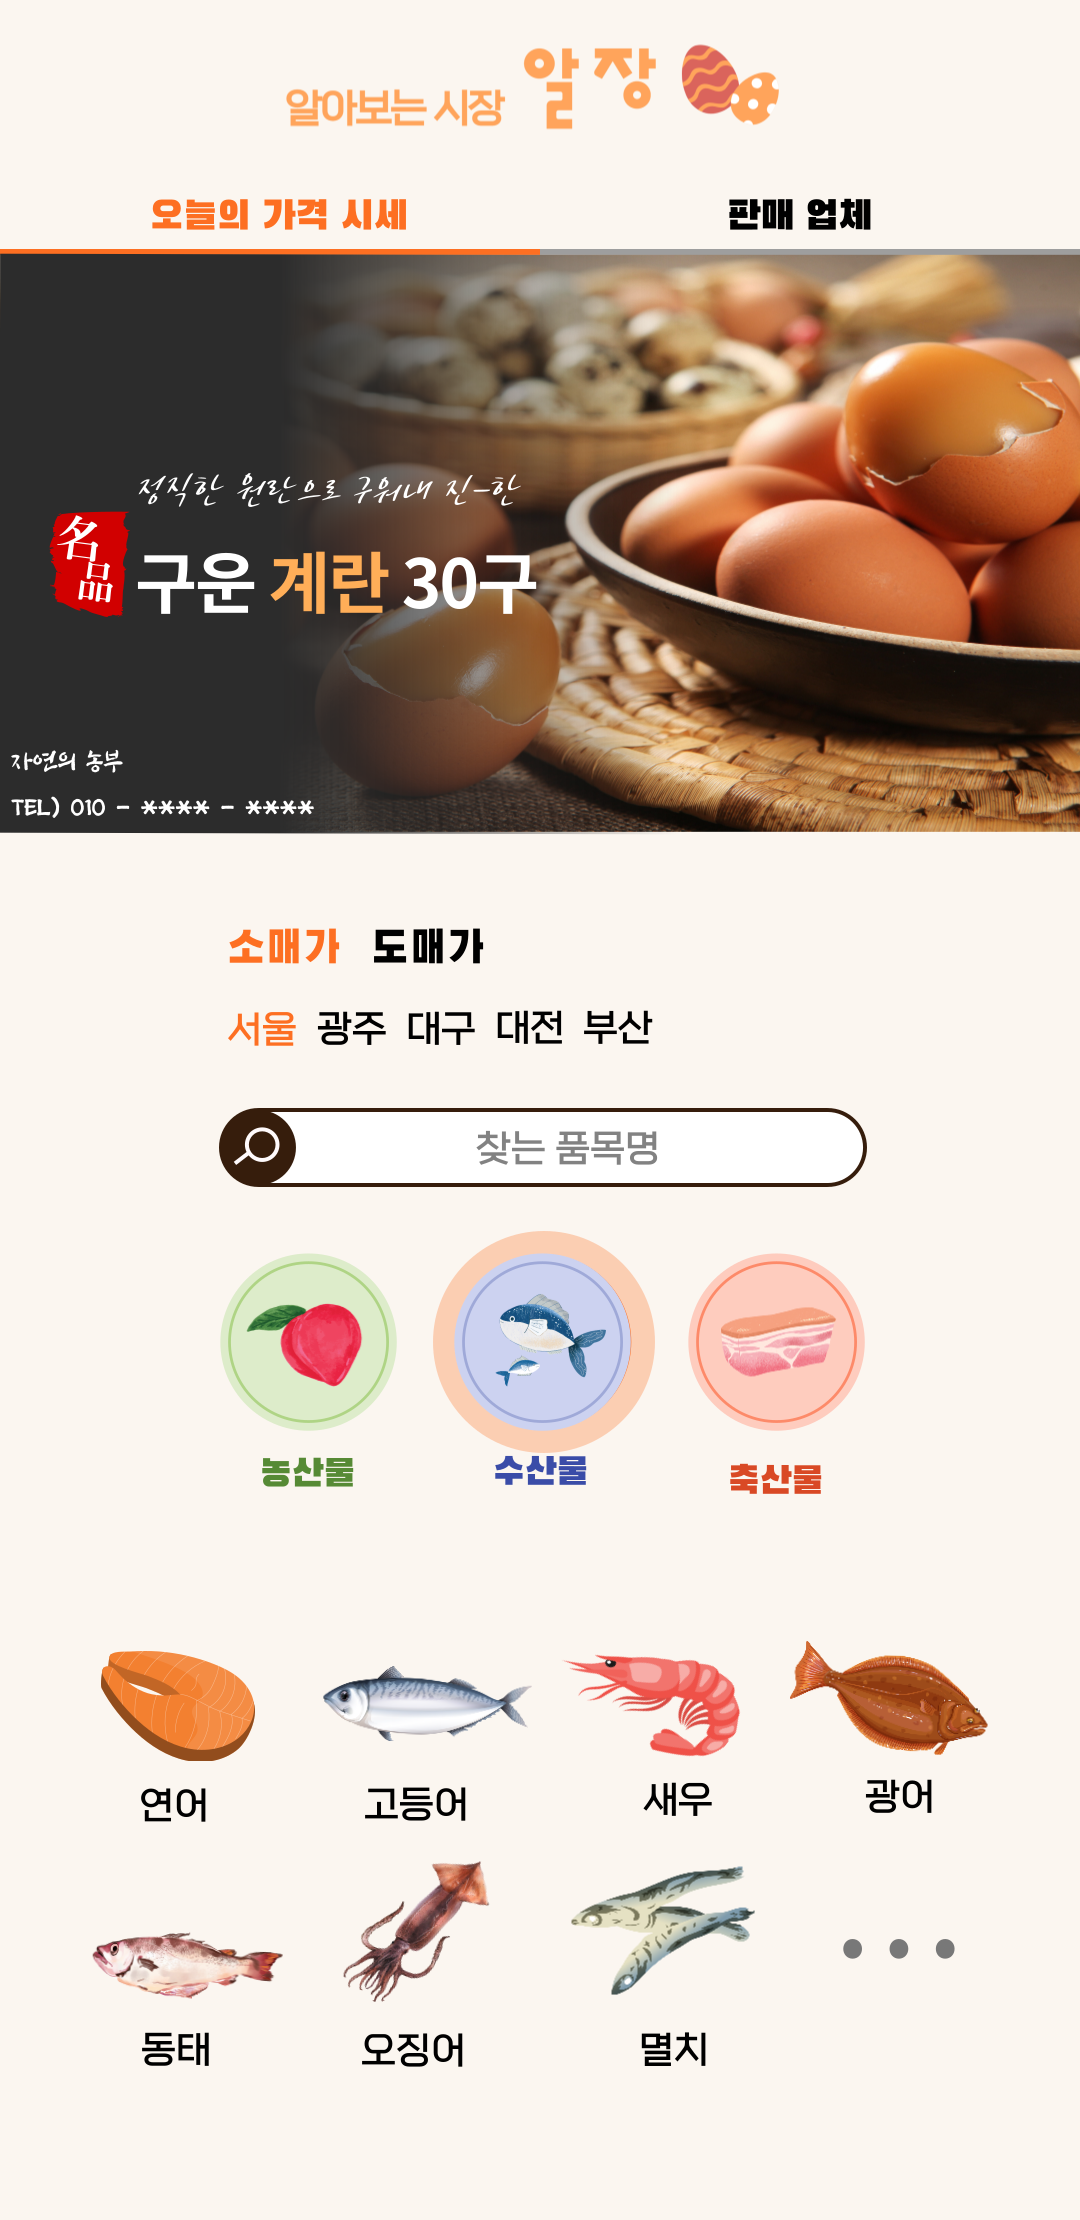 알아보는 시장 알장
오늘의 가격 시세 판매 업체
정직한 원란으로 구워내 진-한
名品
구운 계란 30구
자연의 농부
TEL) 010 - **** - ****
소매가 도매가
서울 광주 대구 대전 부산
찾는 품목명
농산물 수산물 축산물
연어 고등어 새우 광어
동태 오징어 멸치